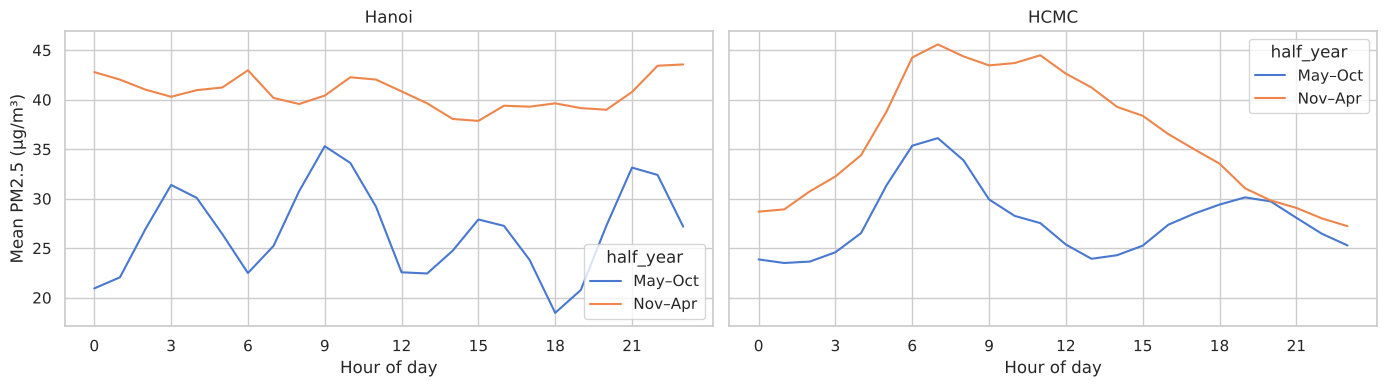 Hanoi
Mean PM2.5 (µg/m³)
45
40
35
30
25
20
half_year
May–Oct
Nov–Apr
0 3 6 9 12 15 18 21
Hour of day
HCMC
half_year
May–Oct
Nov–Apr
0 3 6 9 12 15 18 21
Hour of day